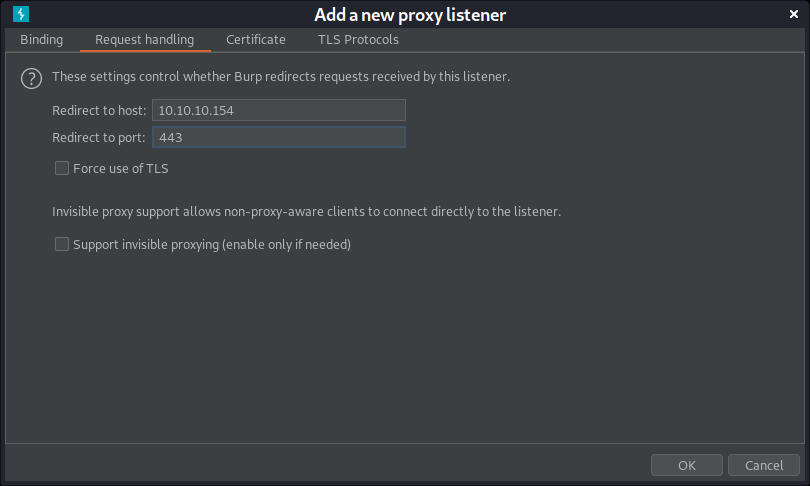 Add a new proxy listener
Binding Request handling Certificate TLS Protocols
These settings control whether Burp redirects requests received by this listener.
Redirect to host: 10.10.10.154
Redirect to port: 443
Force use of TLS
Invisible proxy support allows non-proxy-aware clients to connect directly to the listener.
Support invisible proxying (enable only if needed)
OK Cancel